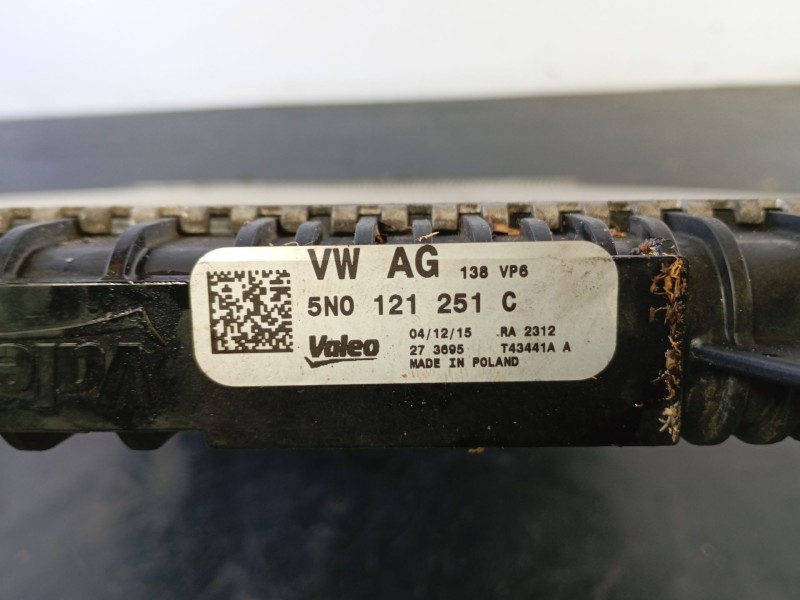 VW AG 138 VP6
5N0 121 251 C
Valeo 04/12/15 RA 2312
27 3695 T43441A A
MADE IN POLAND
Valeo